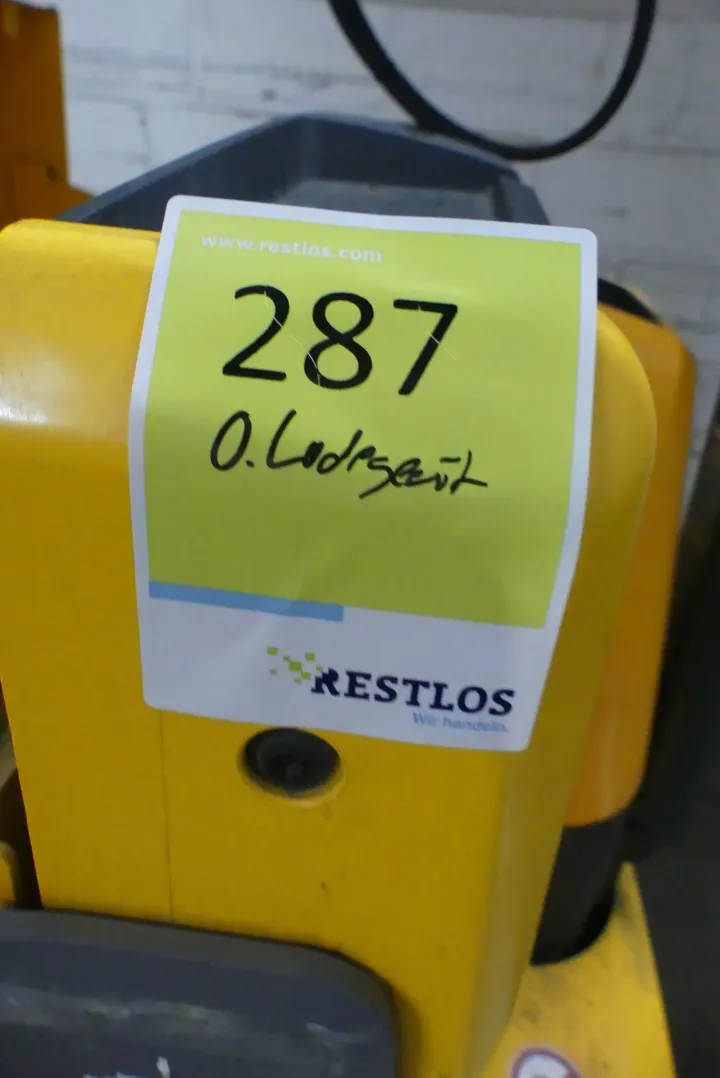 www.restlos.com
287
O. Ladegerät
RESTLOS
Wir handeln.